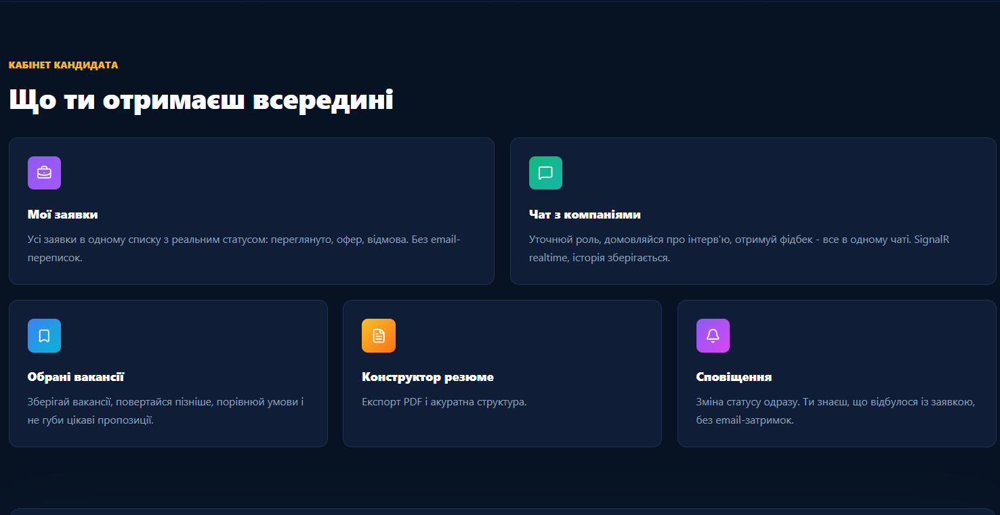 КАБІНЕТ КАНДИДАТА
Що ти отримаєш всередині
Мої заявки
Усі заявки в одному списку з реальним статусом: переглянуто, офер, відмова. Без email-
переписок.
Чат з компаніями
Уточнюй роль, домовляйся про інтерв'ю, отримуй фідбек - все в одному чаті. SignalR
realtime, історія зберігається.
Обрані вакансії
Зберігай вакансії, повертайся пізніше, порівнюй умови і
не губи цікаві пропозиції.
Конструктор резюме
Експорт PDF і акуратна структура.
Сповіщення
Зміна статусу одразу. Ти знаєш, що відбулося із заявкою,
без email-затримок.